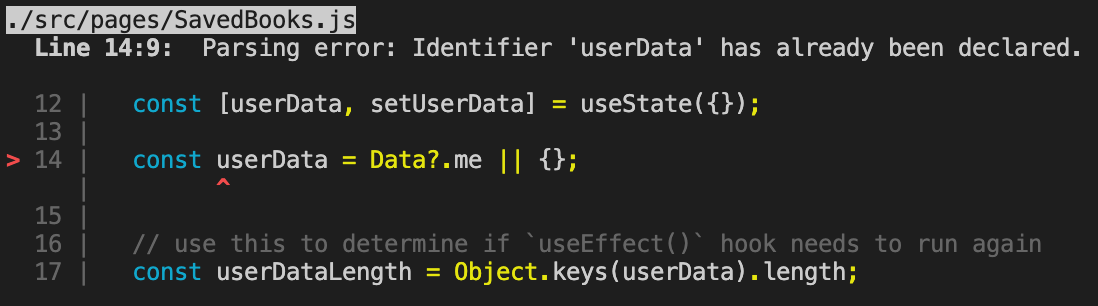 ./src/pages/SavedBooks.js
Line 14:9:  Parsing error: Identifier 'userData' has already been declared.
12 |   const [userData, setUserData] = useState({});
13 |
> 14 |   const userData = Data?.me || {};
|         ^
15 |
16 |   // use this to determine if `useEffect()` hook needs to run again
17 |   const userDataLength = Object.keys(userData).length;